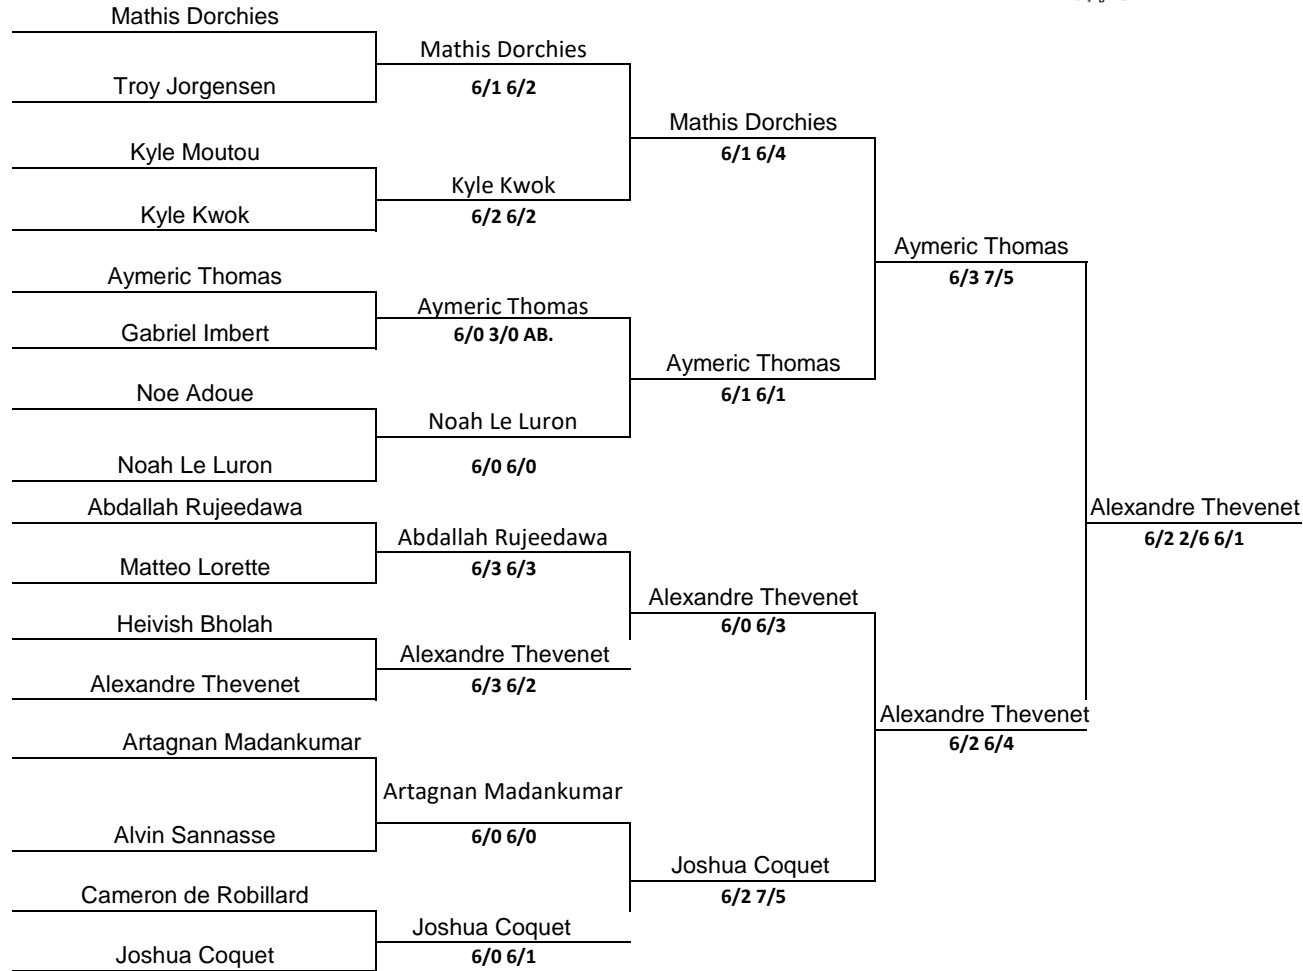 Mathis Dorchies
Mathis Dorchies
Troy Jorgensen
6/1 6/2
Mathis Dorchies
Kyle Moutou
6/1 6/4
Kyle Kwok
Kyle Kwok
6/2 6/2
Aymeric Thomas
Aymeric Thomas
6/3 7/5
Aymeric Thomas
Gabriel Imbert
6/0 3/0 AB.
Aymeric Thomas
Noe Adoue
6/1 6/1
Noah Le Luron
Noah Le Luron
6/0 6/0
Abdallah Rujeedawa
Alexandre Thevenet
Abdallah Rujeedawa
6/2 2/6 6/1
Matteo Lorette
6/3 6/3
Alexandre Thevenet
Heivish Bholah
6/0 6/3
Alexandre Thevenet
Alexandre Thevenet
6/3 6/2
Alexandre Thevenet
Artagnan Madankumar
6/2 6/4
Artagnan Madankumar
Alvin Sannasse
6/0 6/0
Joshua Coquet
Cameron de Robillard
6/2 7/5
Joshua Coquet
Joshua Coquet
6/0 6/1